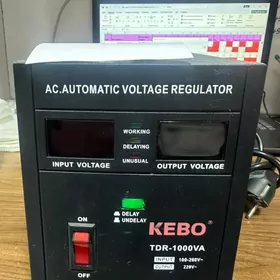 AC.AUTOMATIC VOLTAGE REGULATOR
WORKING
DELAYING
UNUSUAL
INPUT VOLTAGE
OUTPUT VOLTAGE
ON
DELAY
UNDELAY
KEBO
TDR-1000VA
INPUT 100-260V~
OUTPUT 220V~
OFF